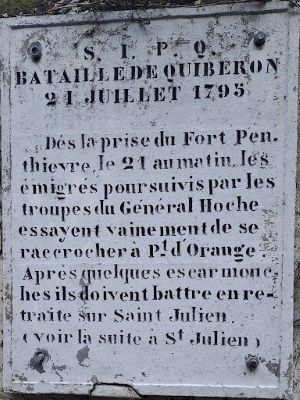 S. I. P. Q.
BATAILLE DE QUIBERON
21 JUILLET 1795
Dés la prise du Fort Pen-
thievre, le 21 au matin, les
émigrés poursuivis par les
troupes du Général Hoche
essayent vainement de se
raccrocher à Pt. d'Orange.
Aprés quelques escarmouc-
hes ils doivent battre en re-
traite sur Saint Julien.
(voir la suite à St Julien)